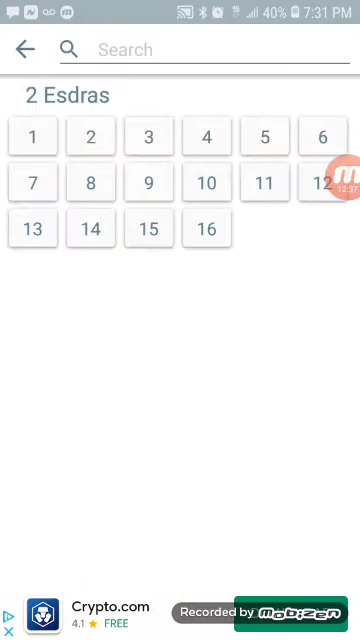 40% 7:31 PM
Search
2 Esdras
1 2 3 4 5 6
7 8 9 10 11 12
12:37
13 14 15 16
Crypto.com
4.1 FREE
Recorded by mobizen